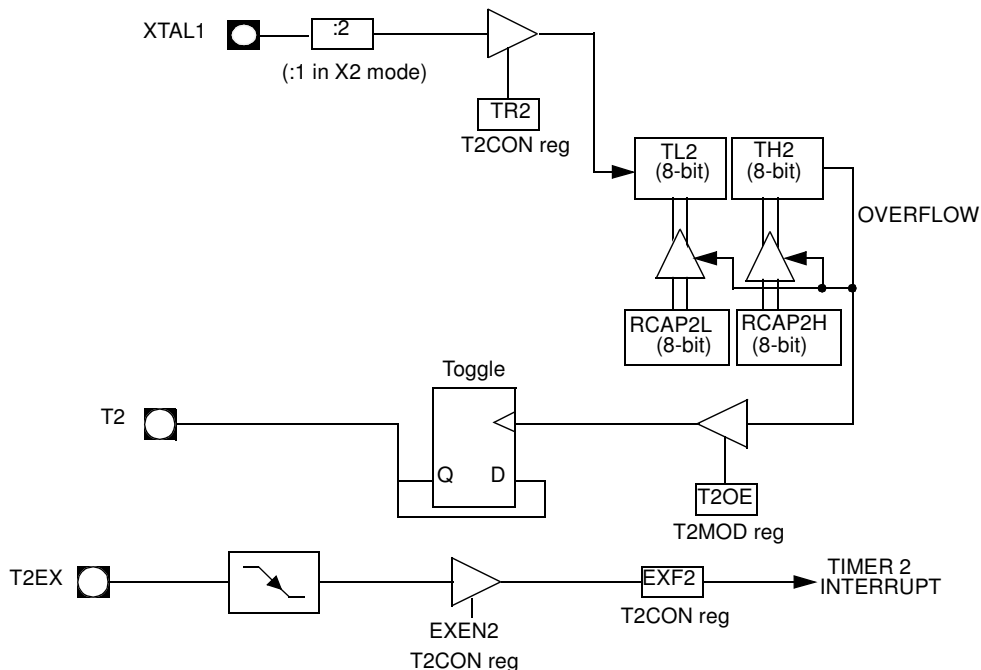 XTAL1
:2
(:1 in X2 mode)
TR2
T2CON reg
TL2
(8-bit)
TH2
(8-bit)
OVERFLOW
RCAP2L
(8-bit)
RCAP2H
(8-bit)
Toggle
T2
Q
D
T2OE
T2MOD reg
T2EX
EXEN2
T2CON reg
EXF2
T2CON reg
TIMER 2
INTERRUPT